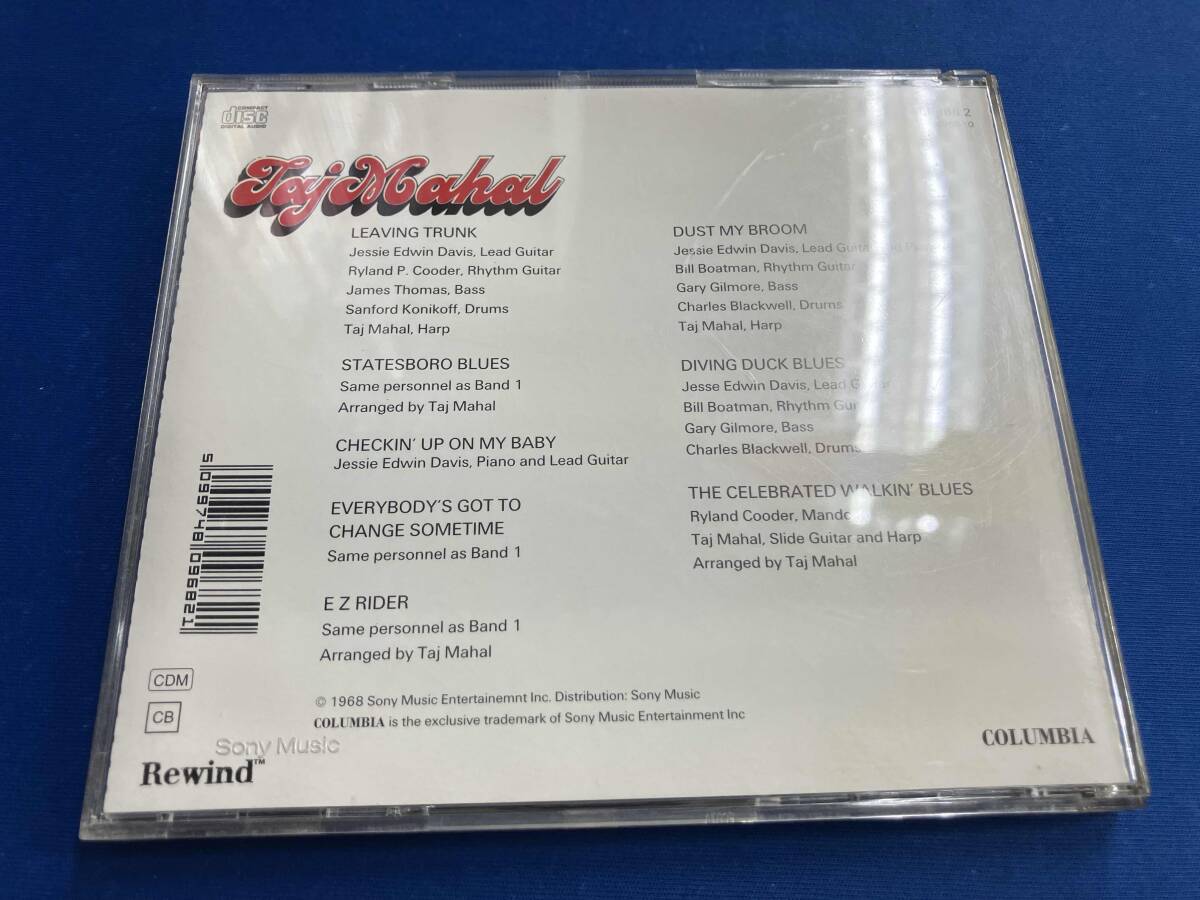 COMPACT
disc
DIGITAL AUDIO
Taj Mahal
LEAVING TRUNK
Jessie Edwin Davis, Lead Guitar
Ryland P. Cooder, Rhythm Guitar
James Thomas, Bass
Sanford Konikoff, Drums
Taj Mahal, Harp
STATESBORO BLUES
Same personnel as Band 1
Arranged by Taj Mahal
CHECKIN' UP ON MY BABY
Jessie Edwin Davis, Piano and Lead Guitar
EVERYBODY'S GOT TO
CHANGE SOMETIME
Same personnel as Band 1
E Z RIDER
Same personnel as Band 1
Arranged by Taj Mahal
DUST MY BROOM
Jessie Edwin Davis, Lead Guitar
Bill Boatman, Rhythm Guitar
Gary Gilmore, Bass
Charles Blackwell, Drums
Taj Mahal, Harp
DIVING DUCK BLUES
Jesse Edwin Davis, Lead Guitar
Bill Boatman, Rhythm
Gary Gilmore, Bass
Charles Blackwell, Drums
THE CELEBRATED WALKIN' BLUES
Ryland Cooder,
Taj Mahal, Slide Guitar and Harp
Arranged by Taj Mahal
5 099748 096821
CDM
CB
© 1968 Sony Music Entertainemnt Inc. Distribution: Sony Music
COLUMBIA is the exclusive trademark of Sony Music Entertainment Inc
Sony Music
Rewind™
COLUMBIA